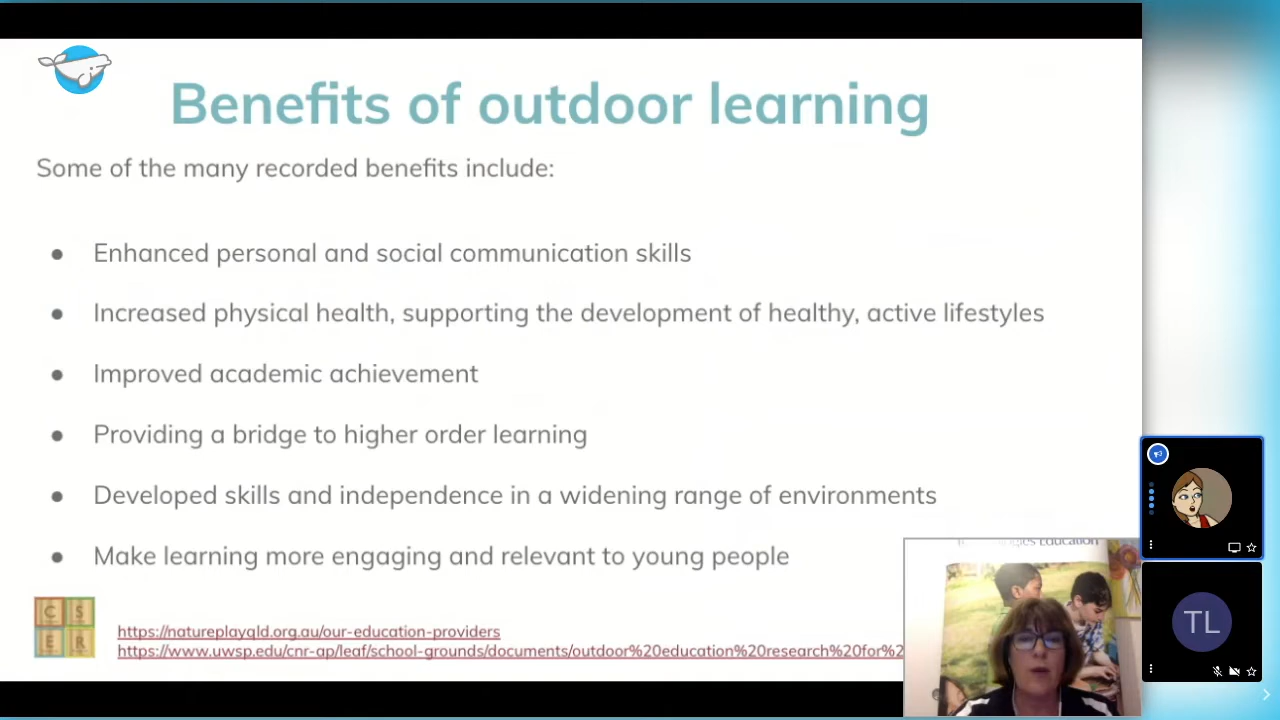 Benefits of outdoor learning
Some of the many recorded benefits include:
● Enhanced personal and social communication skills
● Increased physical health, supporting the development of healthy, active lifestyles
● Improved academic achievement
● Providing a bridge to higher order learning
● Developed skills and independence in a widening range of environments
● Make learning more engaging and relevant to young people
C S
E R
https://natureplayqld.org.au/our-education-providers
https://www.uwsp.edu/cnr-ap/leaf/school-grounds/documents/outdoor%20education%20research%20for%2
Education
TL